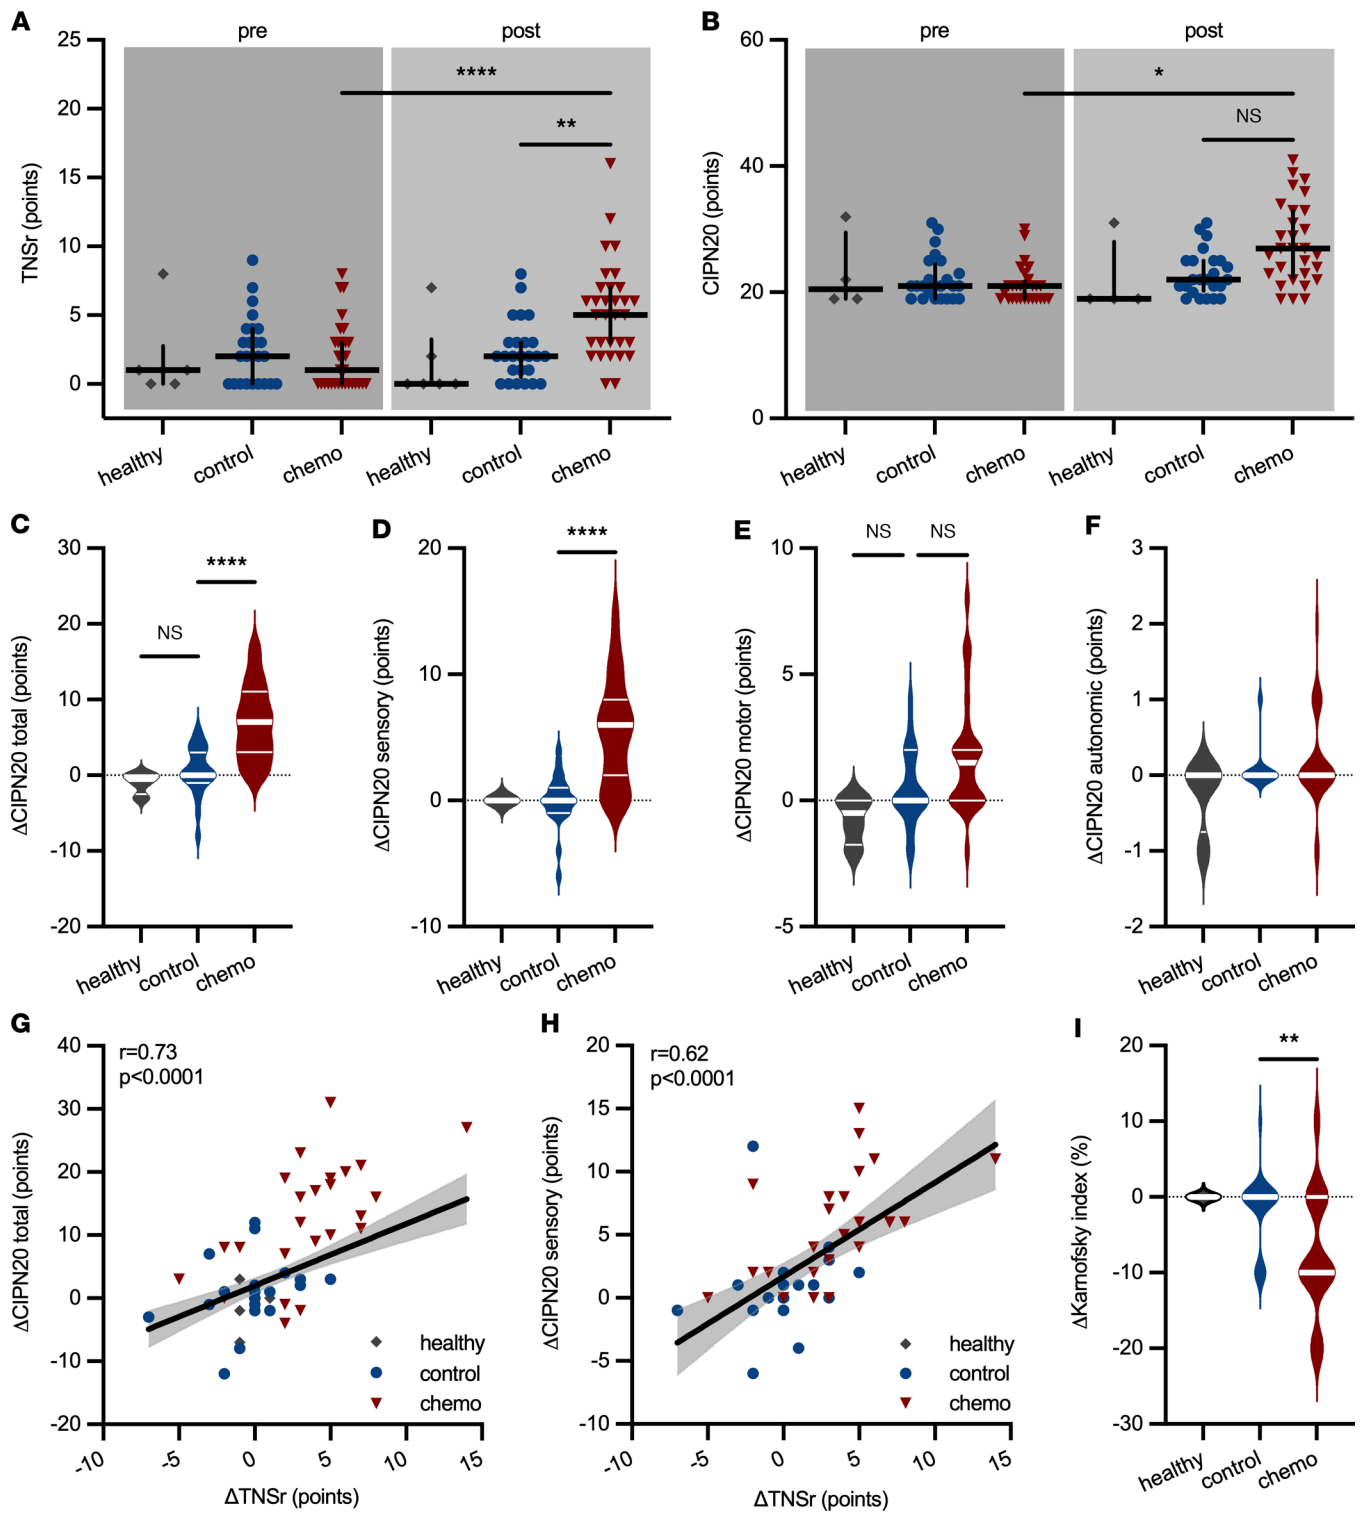 A
pre
post
25
20
15
10
5
0
TNSr (points)
****
**
healthy
control
chemo
healthy
control
chemo
B
pre
post
60
40
20
0
CIPN20 (points)
*
NS
healthy
control
chemo
healthy
control
chemo
C
30
20
10
0
-10
-20
ΔCIPN20 total (points)
NS
****
healthy
control
chemo
D
20
10
0
-10
ΔCIPN20 sensory (points)
****
healthy
control
chemo
E
10
5
0
-5
ΔCIPN20 motor (points)
NS
NS
healthy
control
chemo
F
3
2
1
0
-1
-2
ΔCIPN20 autonomic (points)
healthy
control
chemo
G
40
30
20
10
0
-10
-20
ΔCIPN20 total (points)
r=0.73
p<0.0001
healthy
control
chemo
-10
-5
0
5
10
15
ΔTNSr (points)
H
20
15
10
5
0
-5
-10
ΔCIPN20 sensory (points)
r=0.62
p<0.0001
healthy
control
chemo
-10
-5
0
5
10
15
ΔTNSr (points)
I
20
10
0
-10
-20
-30
ΔKarnofsky index (%)
**
healthy
control
chemo